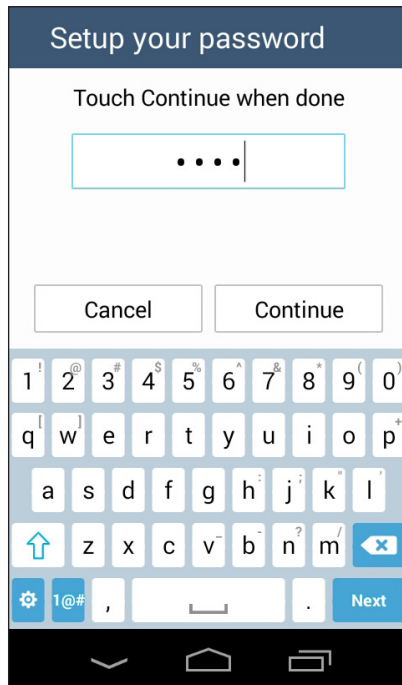 Setup your password
Touch Continue when done
••••
Cancel Continue
! @ # $ % ^ & * ( )
1 2 3 4 5 6 7 8 9 0
[ ] +
q w e r t y u i o p
: ; " '
a s d f g h j k l
_ - ? /
z x c v b n m
1@# , . Next